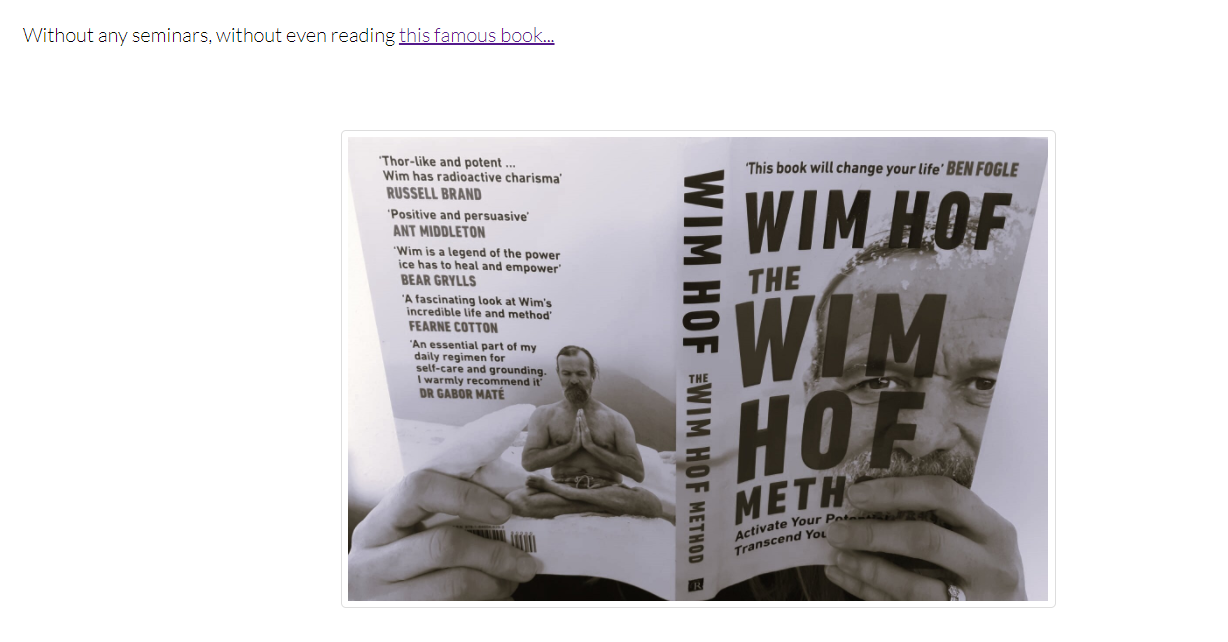 Without any seminars, without even reading this famous book...
'Thor-like and potent ...
Wim has radioactive charisma'
RUSSELL BRAND
'Positive and persuasive'
ANT MIDDLETON
'Wim is a legend of the power
ice has to heal and empower'
BEAR GRYLLS
'A fascinating look at Wim's
incredible life and method'
FEARNE COTTON
'An essential part of my
daily regimen for
self-care and grounding.
I warmly recommend it'
DR GABOR MATÉ
WIM HOF THE WIM HOF METHOD
'This book will change your life' BEN FOGLE
WIM HOF
THE
WIM
HOF
METH
Activate Your
Transcend You